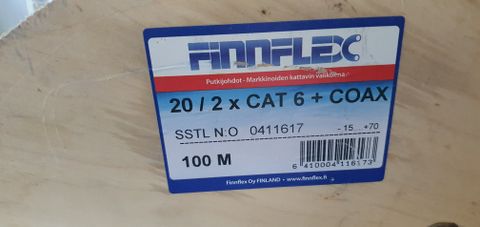 FINNFLEX
Putkijohdot - Markkinoiden kattavin valikoima
20 / 2 x CAT 6 + COAX
SSTL N:O 0411617 -15 +70
100 M
6 410004 116173
Finnflex Oy FINLAND • www.finnflex.fi